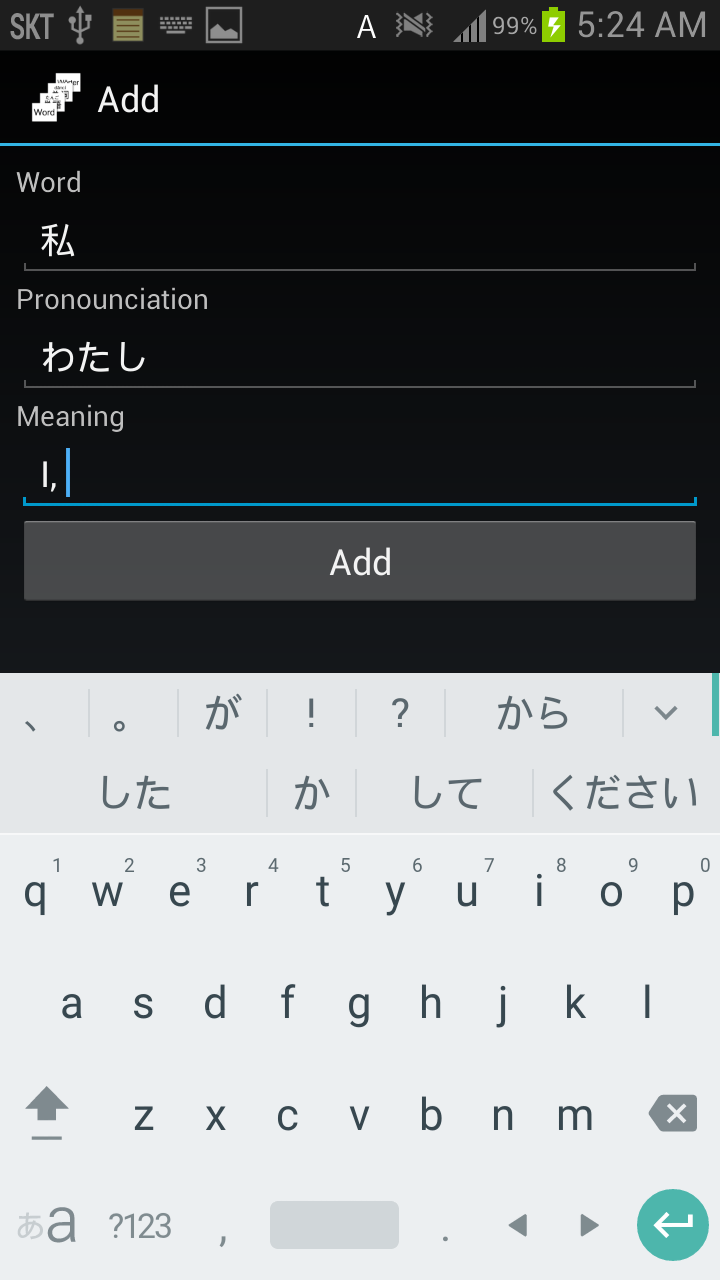 SKT A 99% 5:24 AM
Add
Word
私
Pronounciation
わたし
Meaning
I,
Add
、 。 が ! ? から
した か して ください
1 2 3 4 5 6 7 8 9 0
q w e r t y u i o p
a s d f g h j k l
z x c v b n m
あa ?123 , .